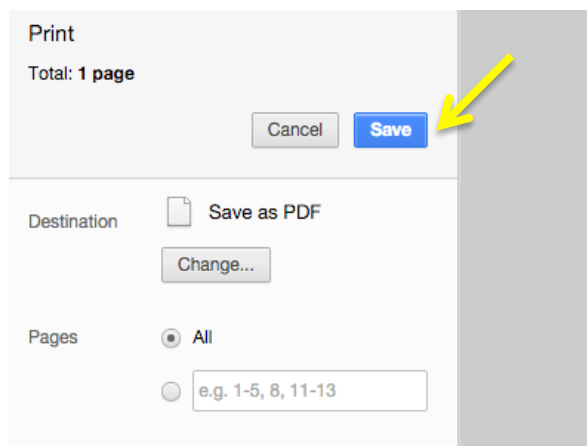 Print
Total: 1 page
Cancel Save
Destination Save as PDF
Change...
Pages All
e.g. 1-5, 8, 11-13